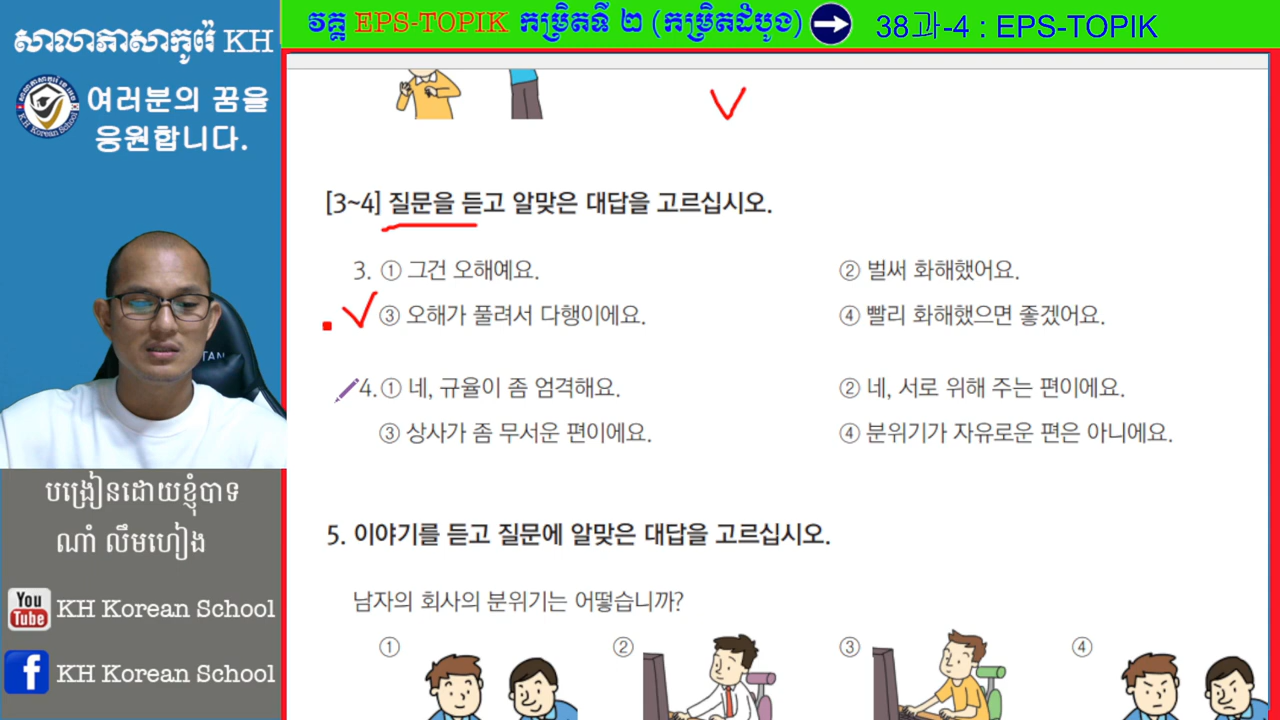 សាលាភាសាកូរ៉េ KH
វគ្គ EPS-TOPIK កម្រិតទី ២ (កម្រិតដំបូង)
38과-4 : EPS-TOPIK
여러분의 꿈을
응원합니다.
[3~4] 질문을 듣고 알맞은 대답을 고르십시오.
3. ① 그건 오해예요. ② 벌써 화해했어요.
③ 오해가 풀려서 다행이에요. ④ 빨리 화해했으면 좋겠어요.
4. ① 네, 규율이 좀 엄격해요. ② 네, 서로 위해 주는 편이에요.
③ 상사가 좀 무서운 편이에요. ④ 분위기가 자유로운 편은 아니에요.
5. 이야기를 듣고 질문에 알맞은 대답을 고르십시오.
남자의 회사의 분위기는 어떻습니까?
① ② ③ ④
បង្រៀនដោយខ្ញុំបាទ
ណាំ លឹមហៀង
You Tube KH Korean School
f KH Korean School